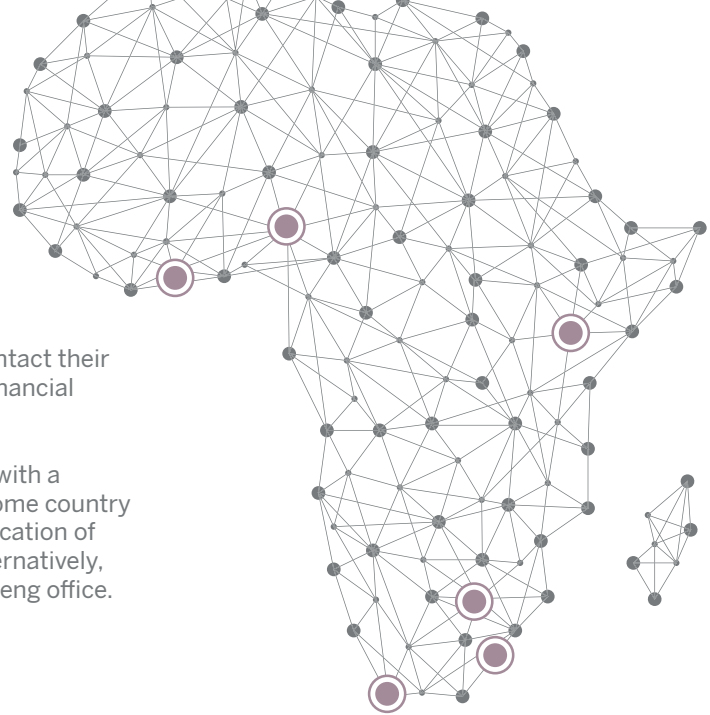 ntact their
nancial
with a
ome country
cation of
ernatively,
eng office.